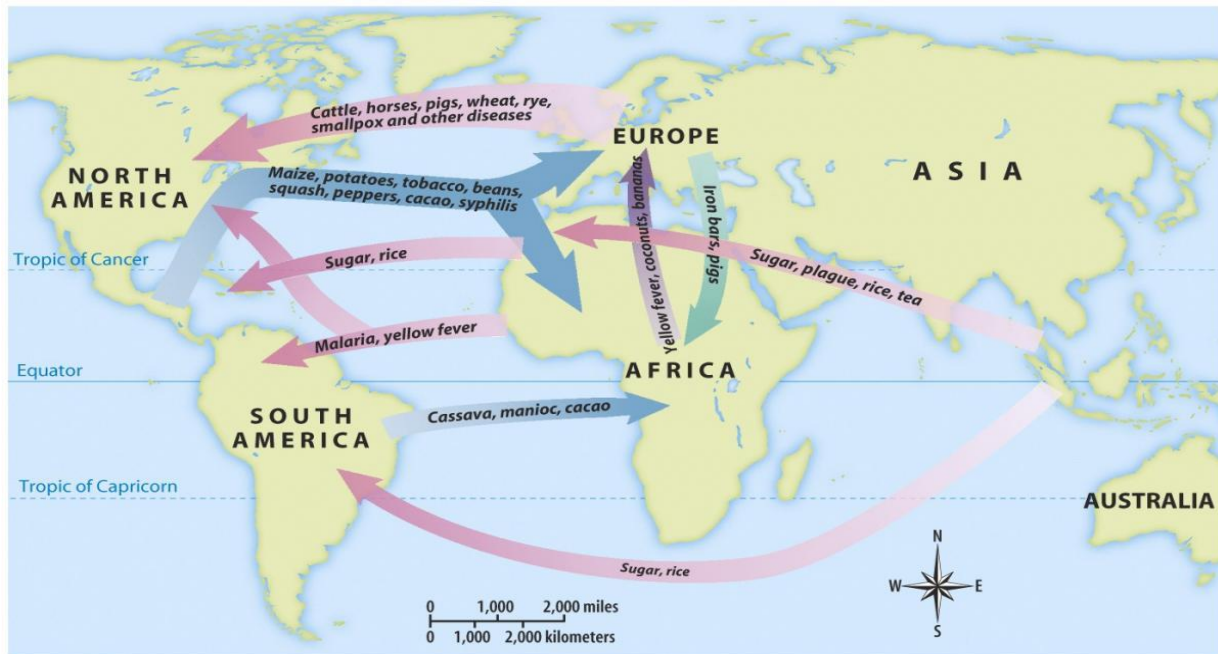 Cattle, horses, pigs, wheat, rye,
smallpox and other diseases
EUROPE
ASIA
NORTH
AMERICA
Maize, potatoes, tobacco, beans,
squash, peppers, cacao, syphilis
Yellow fever, coconuts, bananas
Iron bars, pigs
Tropic of Cancer
Sugar, rice
Sugar, plague, rice, tea
Malaria, yellow fever
Equator
AFRICA
SOUTH
AMERICA
Cassava, manioc, cacao
Tropic of Capricorn
AUSTRALIA
Sugar, rice
N
W
E
S
0 1,000 2,000 miles
0 1,000 2,000 kilometers